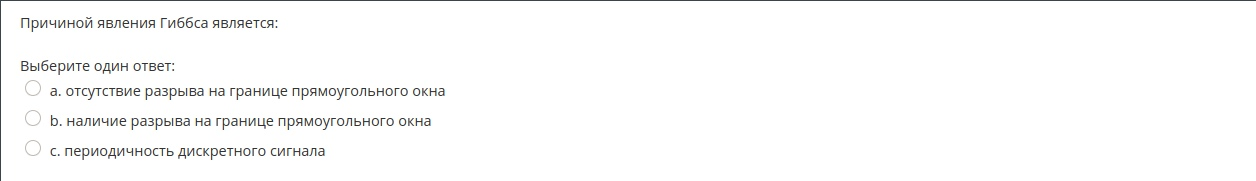 Причиной явления Гиббса является:
Выберите один ответ:
a. отсутствие разрыва на границе прямоугольного окна
b. наличие разрыва на границе прямоугольного окна
c. периодичность дискретного сигнала